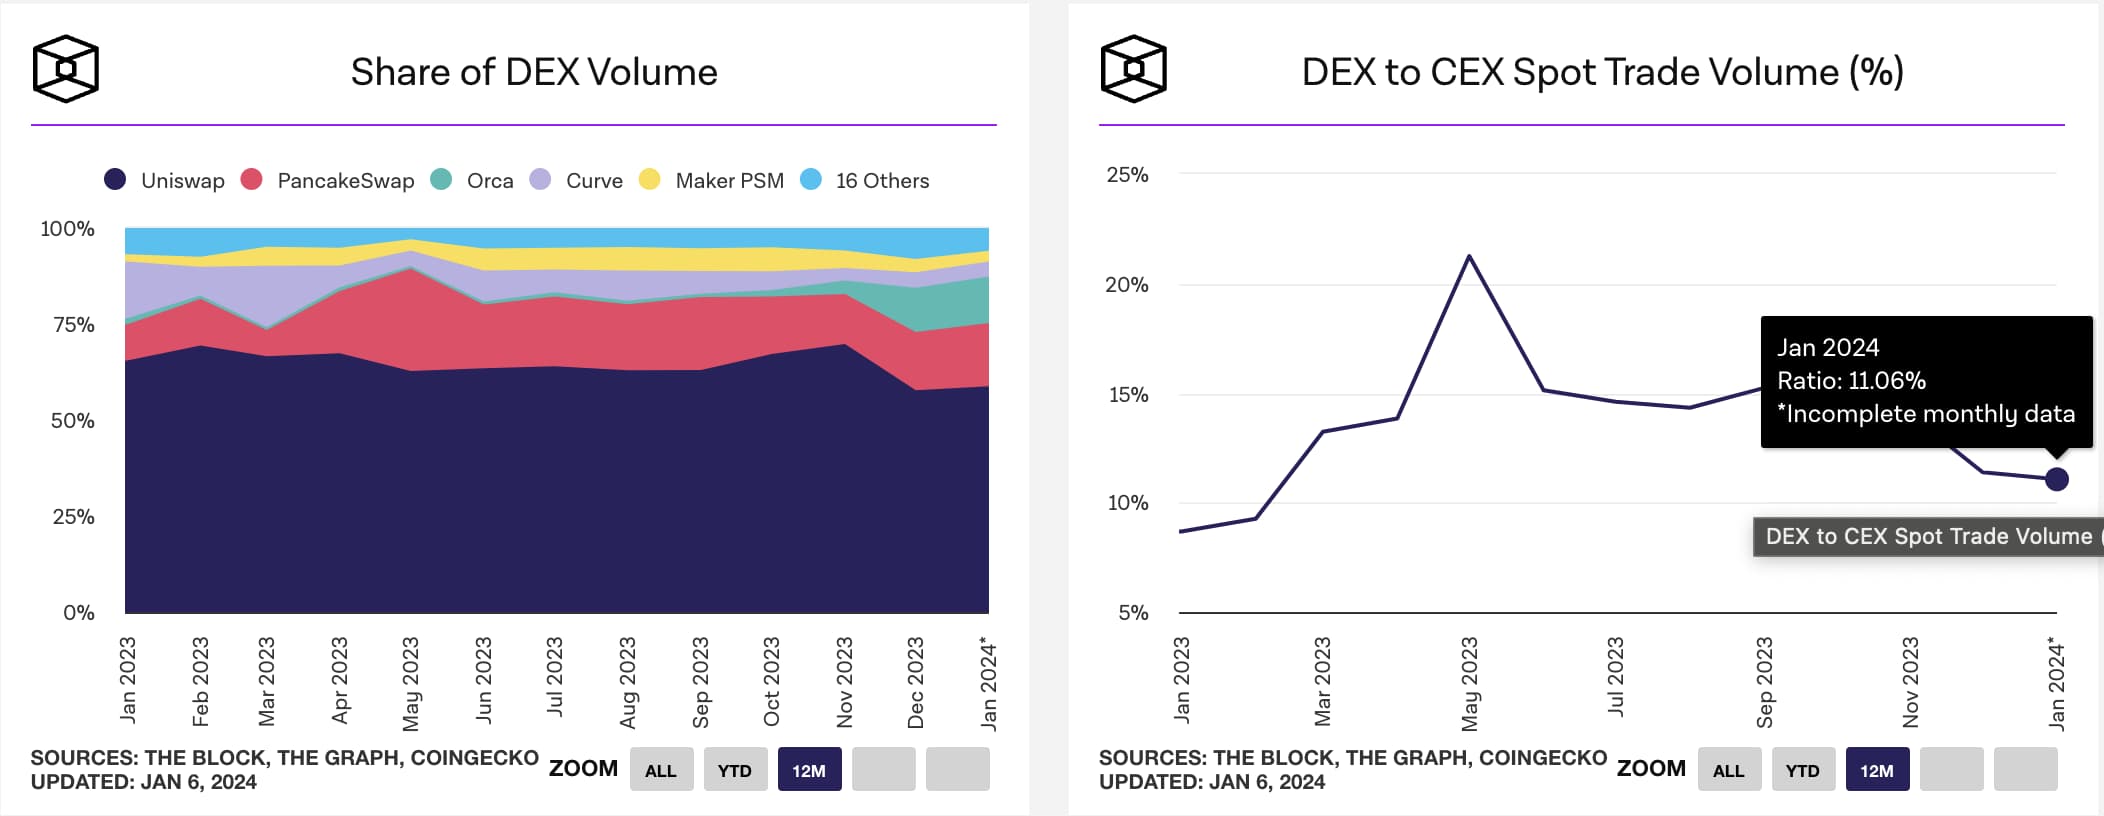 Share of DEX Volume
Uniswap PancakeSwap Orca Curve Maker PSM 16 Others
100%
75%
50%
25%
0%
Jan 2023
Feb 2023
Mar 2023
Apr 2023
May 2023
Jun 2023
Jul 2023
Aug 2023
Sep 2023
Oct 2023
Nov 2023
Dec 2023
Jan 2024*
SOURCES: THE BLOCK, THE GRAPH, COINGECKO
UPDATED: JAN 6, 2024
ZOOM ALL YTD 12M
DEX to CEX Spot Trade Volume (%)
25%
20%
15%
10%
5%
Jan 2024
Ratio: 11.06%
*Incomplete monthly data
DEX to CEX Spot Trade Volume (
Jan 2023
Mar 2023
May 2023
Jul 2023
Sep 2023
Nov 2023
Jan 2024*
SOURCES: THE BLOCK, THE GRAPH, COINGECKO
UPDATED: JAN 6, 2024
ZOOM ALL YTD 12M